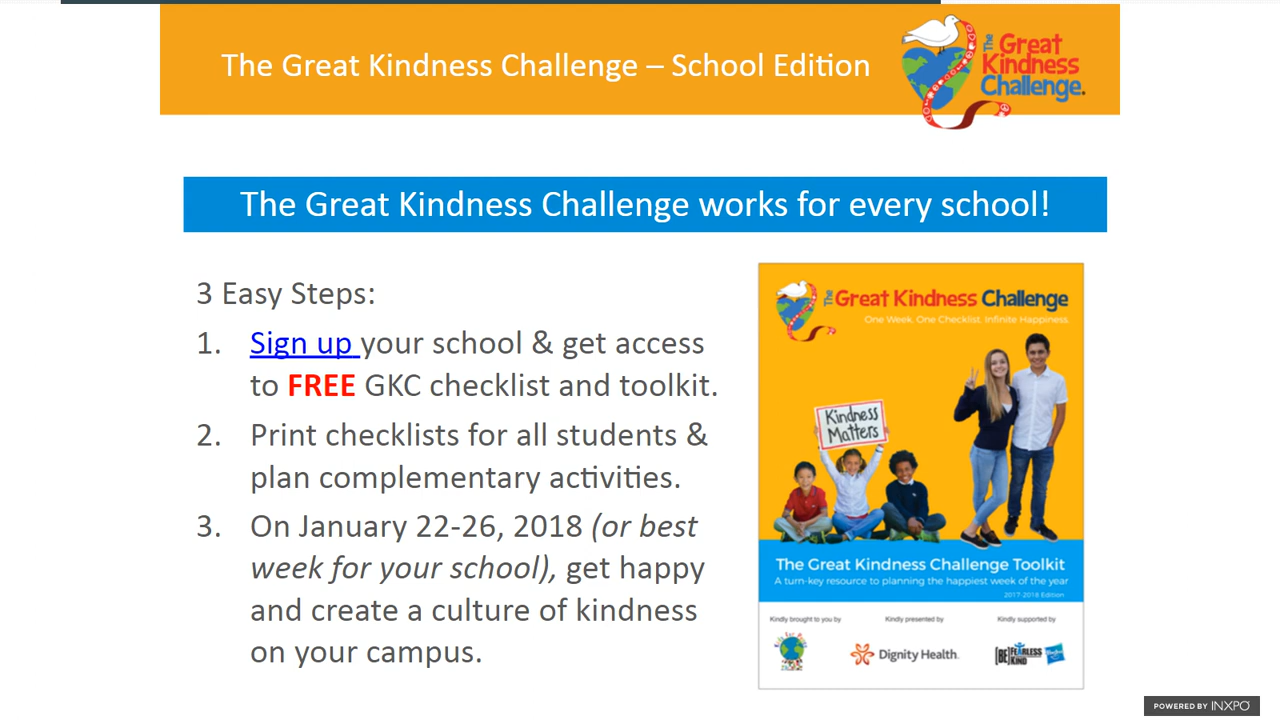 The Great Kindness Challenge – School Edition
The Great Kindness Challenge.
The Great Kindness Challenge works for every school!
3 Easy Steps:
1. Sign up your school & get access
to FREE GKC checklist and toolkit.
2. Print checklists for all students &
plan complementary activities.
3. On January 22-26, 2018 (or best
week for your school), get happy
and create a culture of kindness
on your campus.
The Great Kindness Challenge
One Week. One Checklist. Infinite Happiness.
Kindness
Matters
The Great Kindness Challenge Toolkit
A turn-key resource to planning the happiest week of the year
2017-2018 Edition
Kindly brought to you by
Kindly presented by
Kindly supported by
Dignity Health.
[BE] FEARLESS
KIND
POWERED BY INXPO